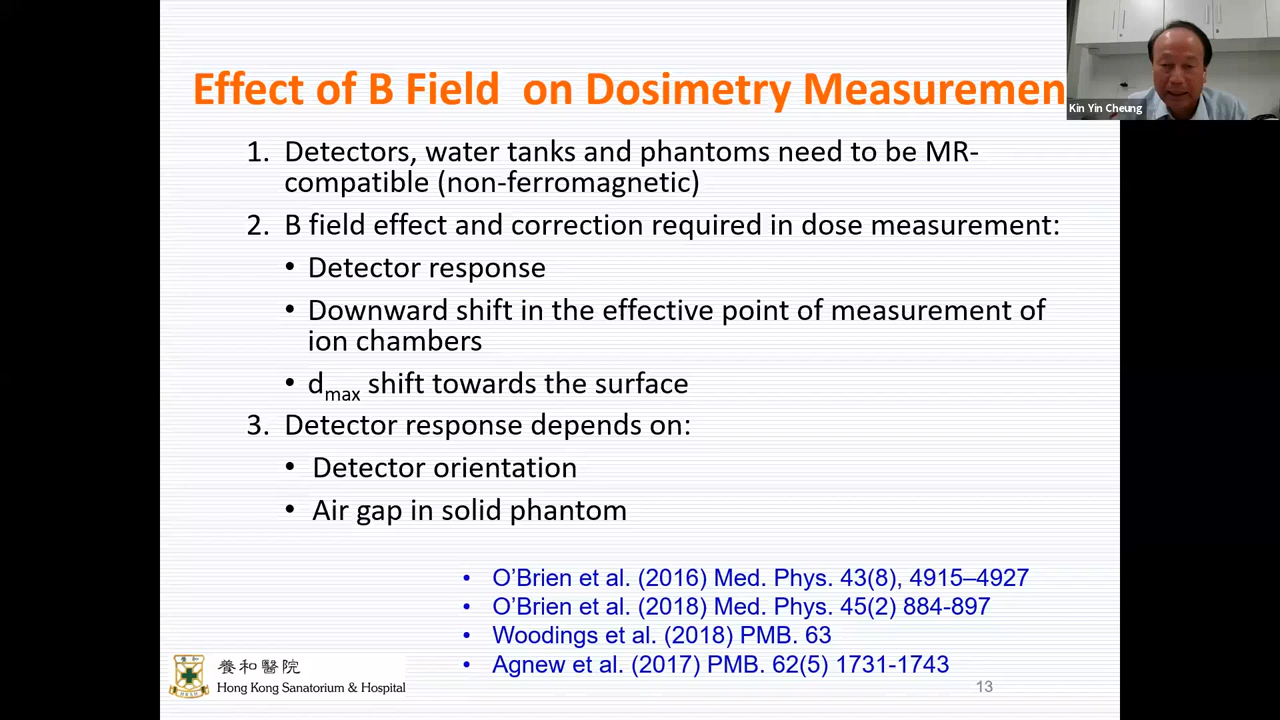 Effect of B Field on Dosimetry Measuremen
Kin Yin Cheung
1. Detectors, water tanks and phantoms need to be MR-
compatible (non-ferromagnetic)
2. B field effect and correction required in dose measurement:
• Detector response
• Downward shift in the effective point of measurement of
ion chambers
• dmax shift towards the surface
3. Detector response depends on:
• Detector orientation
• Air gap in solid phantom
• O’Brien et al. (2016) Med. Phys. 43(8), 4915–4927
• O’Brien et al. (2018) Med. Phys. 45(2) 884-897
• Woodings et al. (2018) PMB. 63
• Agnew et al. (2017) PMB. 62(5) 1731-1743
養和醫院
Hong Kong Sanatorium & Hospital
13